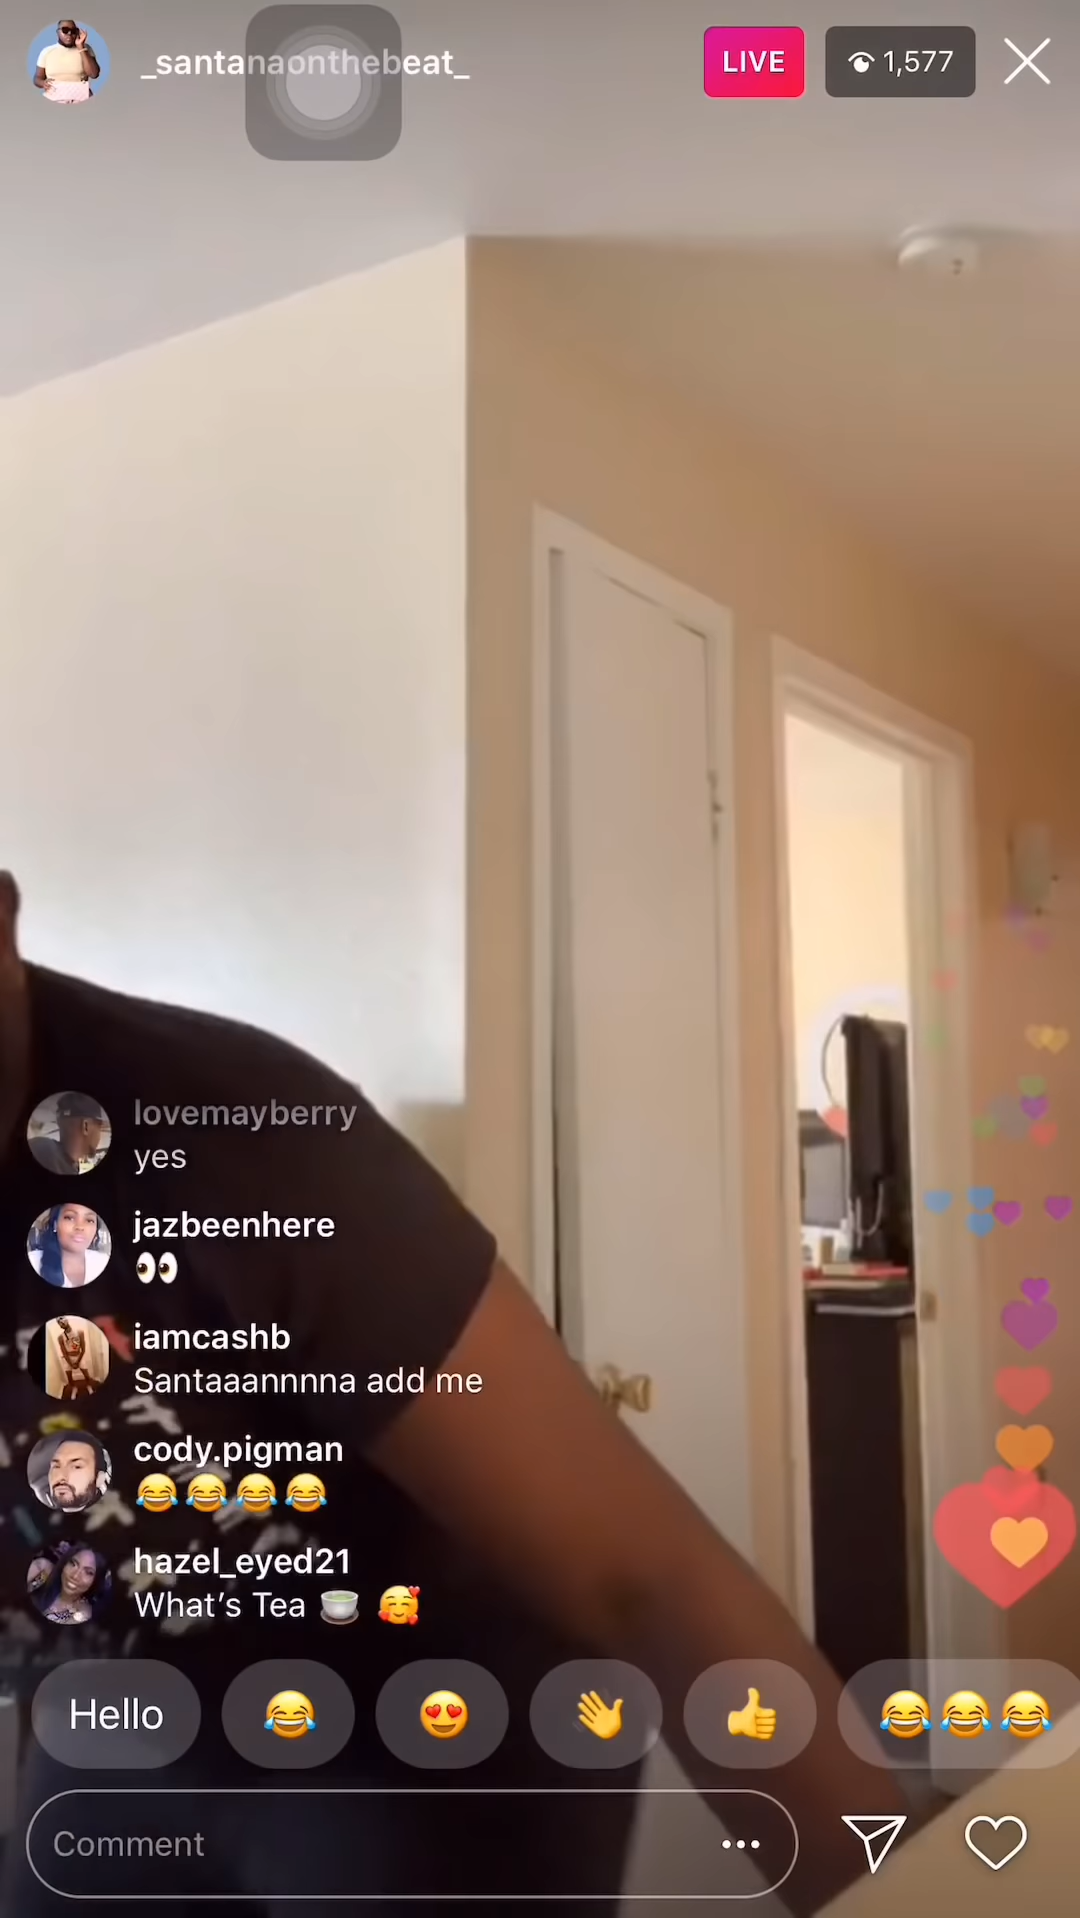 _santanaonthebeat_
LIVE
1,577
lovemayberry
yes
jazbeenhere
👀
iamcashb
Santaaannnna add me
cody.pigman
😂😂😂😂
hazel_eyed21
What's Tea 🍵 🥰
Hello
😂
😍
👋
👍
😂😂😂
Comment